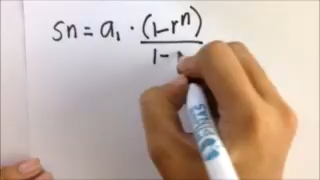 Sn = a₁ · (1-rⁿ)
1-